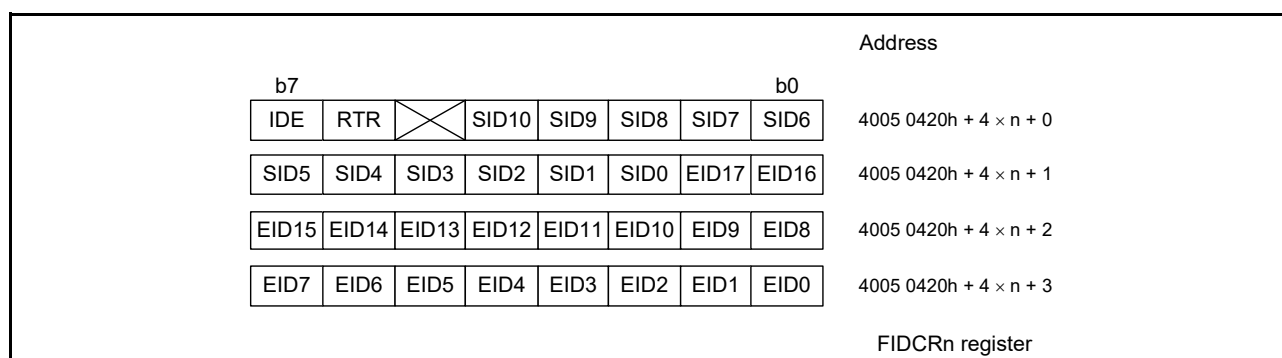 Address
b7 b0
IDE RTR SID10 SID9 SID8 SID7 SID6 4005 0420h + 4 × n + 0
SID5 SID4 SID3 SID2 SID1 SID0 EID17 EID16 4005 0420h + 4 × n + 1
EID15 EID14 EID13 EID12 EID11 EID10 EID9 EID8 4005 0420h + 4 × n + 2
EID7 EID6 EID5 EID4 EID3 EID2 EID1 EID0 4005 0420h + 4 × n + 3
FIDCRn register